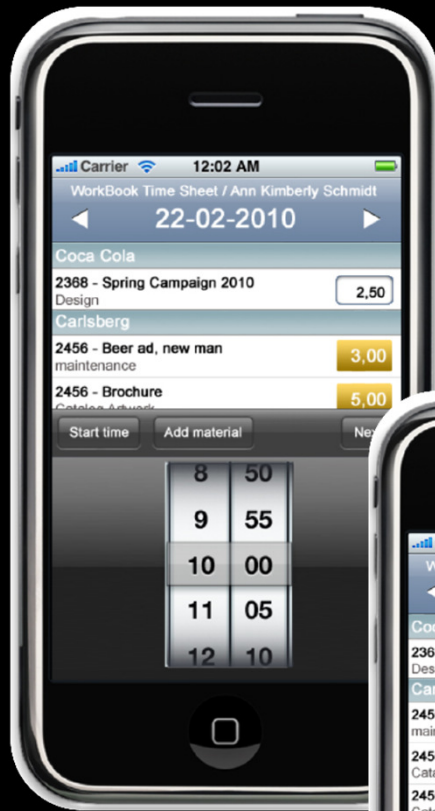 Carrier 12:02 AM
WorkBook Time Sheet / Ann Kimberly Schmidt
22-02-2010
Coca Cola
2368 - Spring Campaign 2010
Design
2,50
Carlsberg
2456 - Beer ad, new man
maintenance
3,00
2456 - Brochure
Catalog Artwork
5,00
Start time Add material
8 50
9 55
10 00
11 05
12 10